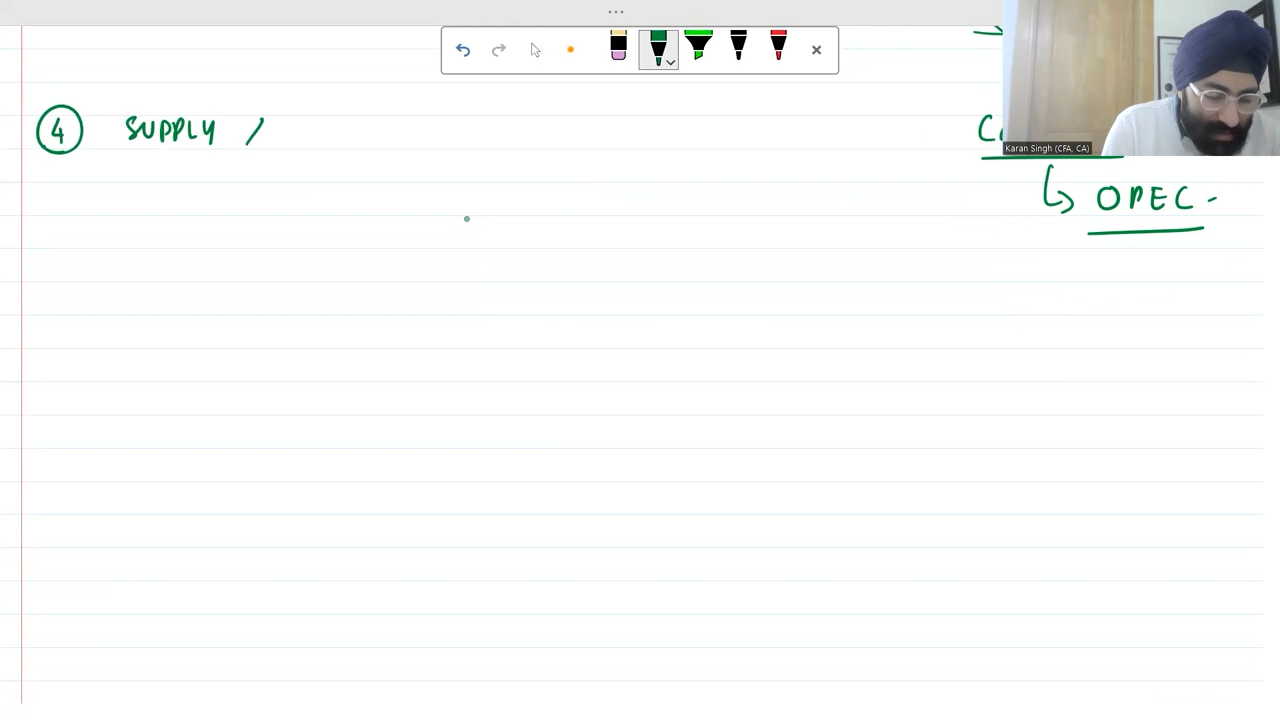 ④ SUPPLY /
Karan Singh (CFA, CA)
↳ OPEC -